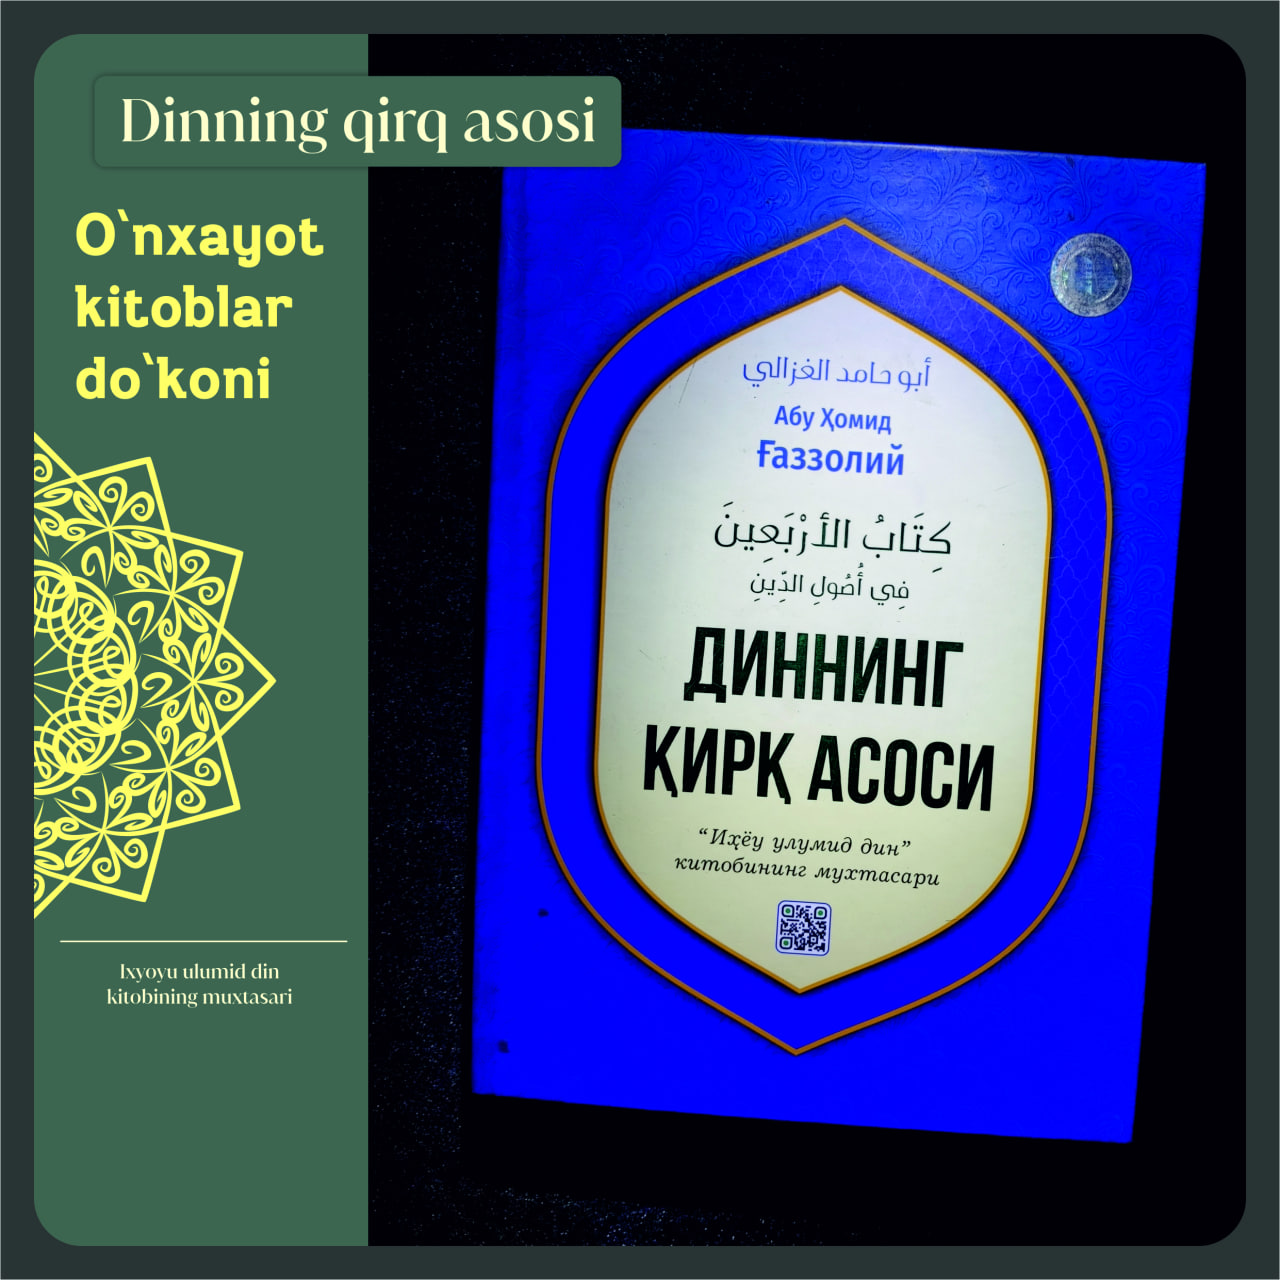 Dinning qirq asosi
O`nxayot
kitoblar
do`koni
Ixyoyu ulumid din
kitobining muxtasari
أبو حامد الغزالي
Абу Ҳомид
Ғаззолий
كِتَابُ الأرْبَعِينَ
فِي أُصُولِ الدِّينِ
ДИННИНГ
ҚИРҚ АСОСИ
“Иҳёу улумид дин”
китобининг мухтасари